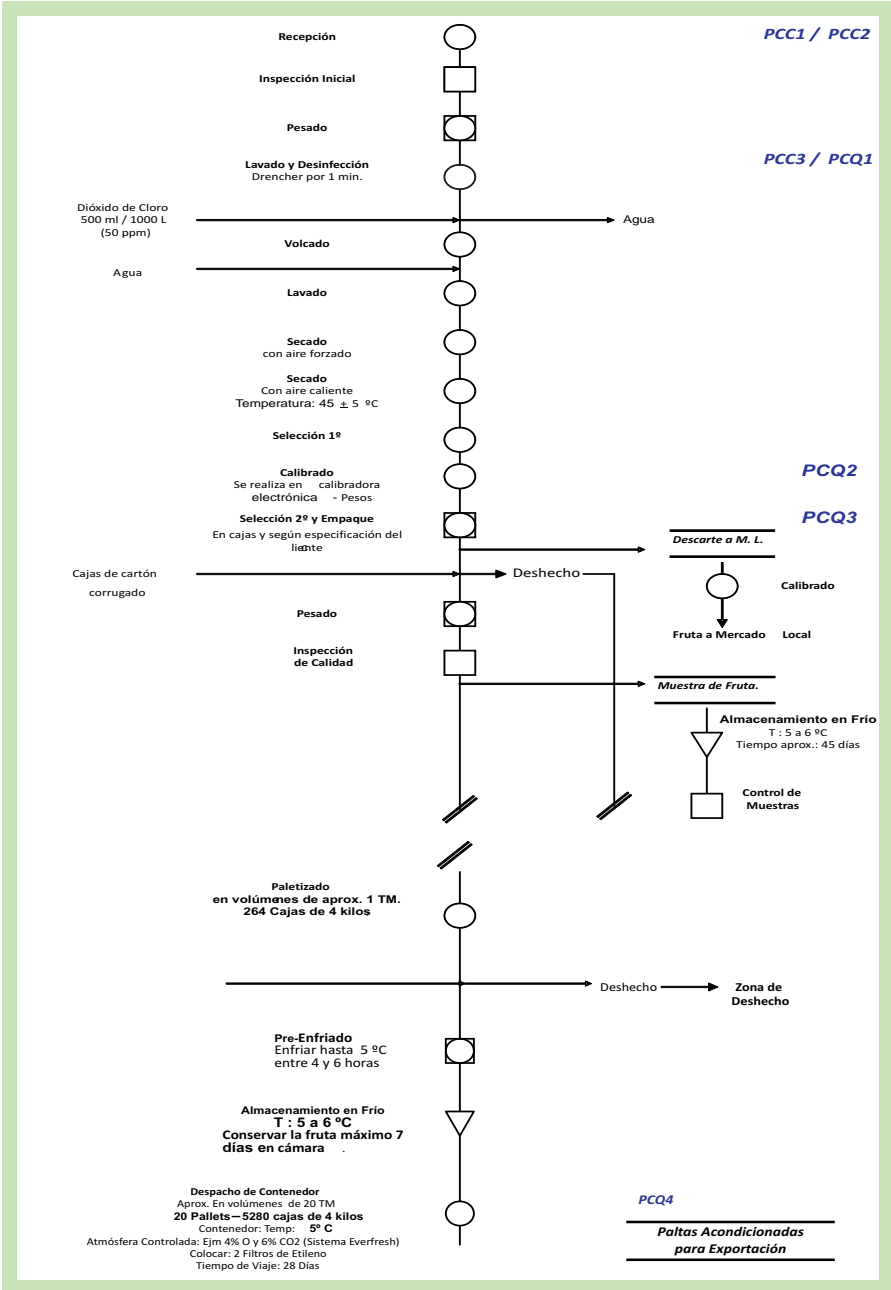 Recepción
PCC1 / PCC2
Inspección Inicial
Pesado
Lavado y Desinfección
Drencher por 1 min.
PCC3 / PCQ1
Dióxido de Cloro
500 ml / 1000 L
(50 ppm)
Agua
Volcado
Agua
Lavado
Secado
con aire forzado
Secado
Con aire caliente
Temperatura: 45 ± 5 ºC
Selección 1º
Calibrado
Se realiza en calibradora
electrónica - Pesos
PCQ2
Selección 2º y Empaque
En cajas y según especificación del
liente
PCQ3
Descarte a M. L.
Cajas de cartón
corrugado
Deshecho
Calibrado
Pesado
Fruta a Mercado Local
Inspección
de Calidad
Muestra de Fruta.
Almacenamiento en Frío
T : 5 a 6 ºC
Tiempo aprox.: 45 días
Control de
Muestras
Paletizado
en volúmenes de aprox. 1 TM.
264 Cajas de 4 kilos
Deshecho
Zona de
Deshecho
Pre-Enfriado
Enfriar hasta 5 ºC
entre 4 y 6 horas
Almacenamiento en Frío
T : 5 a 6 ºC
Conservar la fruta máximo 7
días en cámara .
Despacho de Contenedor
Aprox. En volúmenes de 20 TM
20 Pallets—5280 cajas de 4 kilos
Contenedor: Temp: 5º C
Atmósfera Controlada: Ejm 4% O y 6% CO2 (Sistema Everfresh)
Colocar: 2 Filtros de Etileno
Tiempo de Viaje: 28 Días
PCQ4
Paltas Acondicionadas
para Exportación